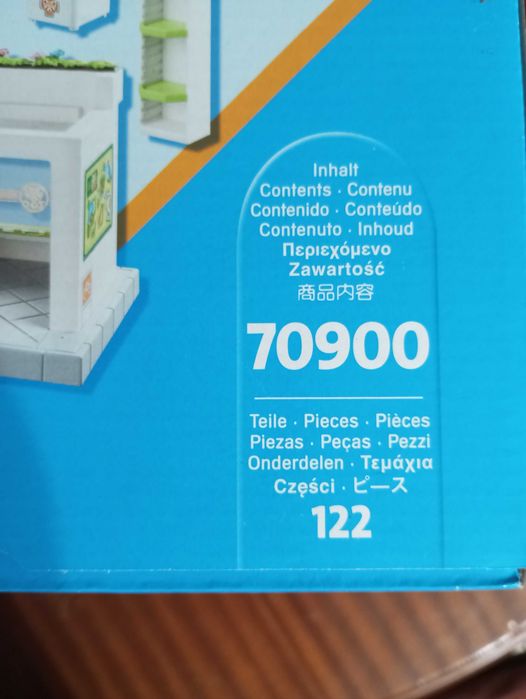 Inhalt
Contents · Contenu
Contenido · Conteúdo
Contenuto · Inhoud
Περιεχόμενο
Zawartość
商品内容
70900
Teile · Pieces · Pièces
Piezas · Peças · Pezzi
Onderdelen · Τεμάχια
Części · ピース
122